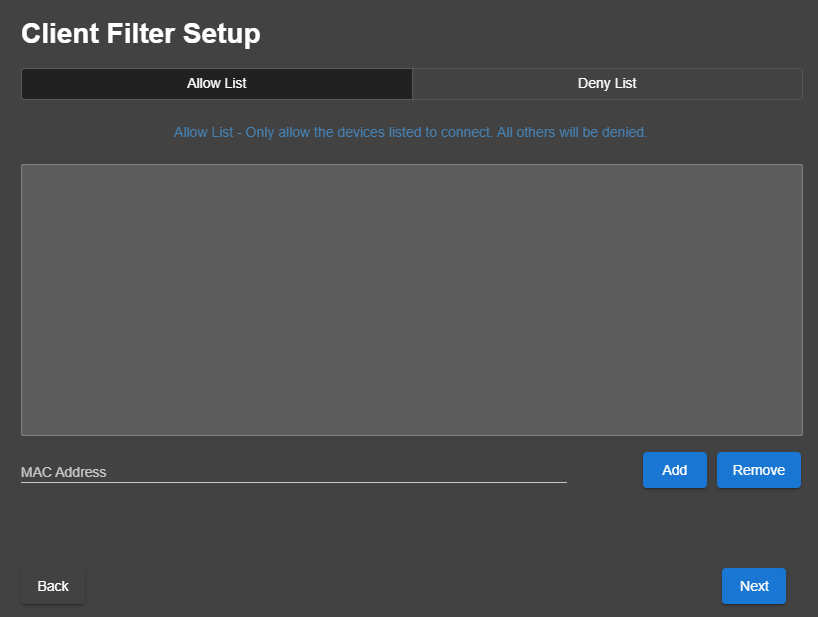 Client Filter Setup
Allow List
Deny List
Allow List - Only allow the devices listed to connect. All others will be denied.
MAC Address
Add
Remove
Back
Next